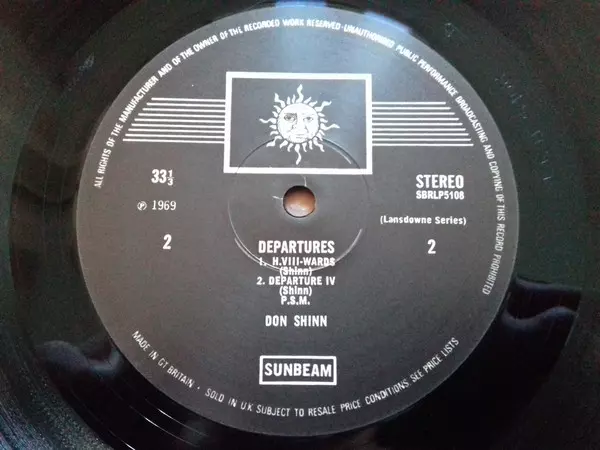 ALL RIGHTS OF THE MANUFACTURER AND OF THE OWNER OF THE RECORDED WORK RESERVED · UNAUTHORISED PUBLIC PERFORMANCE BROADCASTING AND COPYING OF THIS RECORD PROHIBITED
33⅓
STEREO
SBRLP5108
℗ 1969
(Lansdowne Series)
2
2
DEPARTURES
1. H.VIII-WARDS
(Shinn)
2. DEPARTURE IV
(Shinn)
P.S.M.
DON SHINN
SUNBEAM
MADE IN GT BRITAIN · SOLD IN U.K. SUBJECT TO RESALE PRICE CONDITIONS, SEE PRICE LISTS